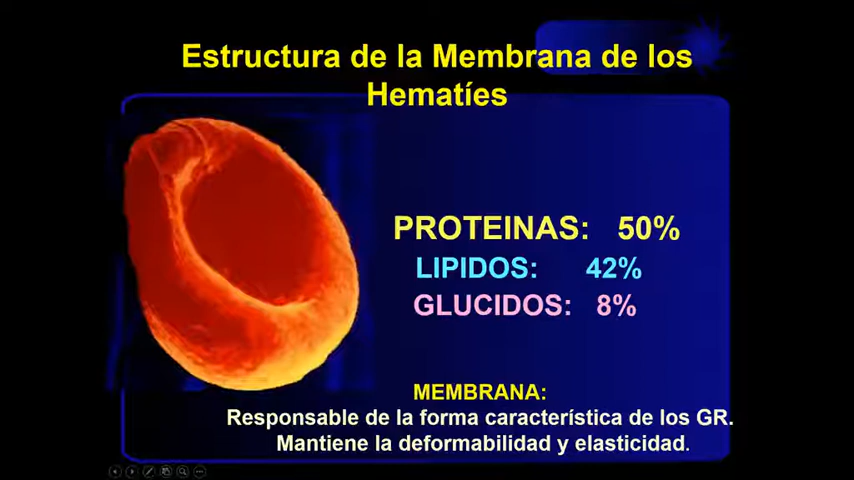 Estructura de la Membrana de los
Hematíes
PROTEINAS: 50%
LIPIDOS: 42%
GLUCIDOS: 8%
MEMBRANA:
Responsable de la forma característica de los GR.
Mantiene la deformabilidad y elasticidad.